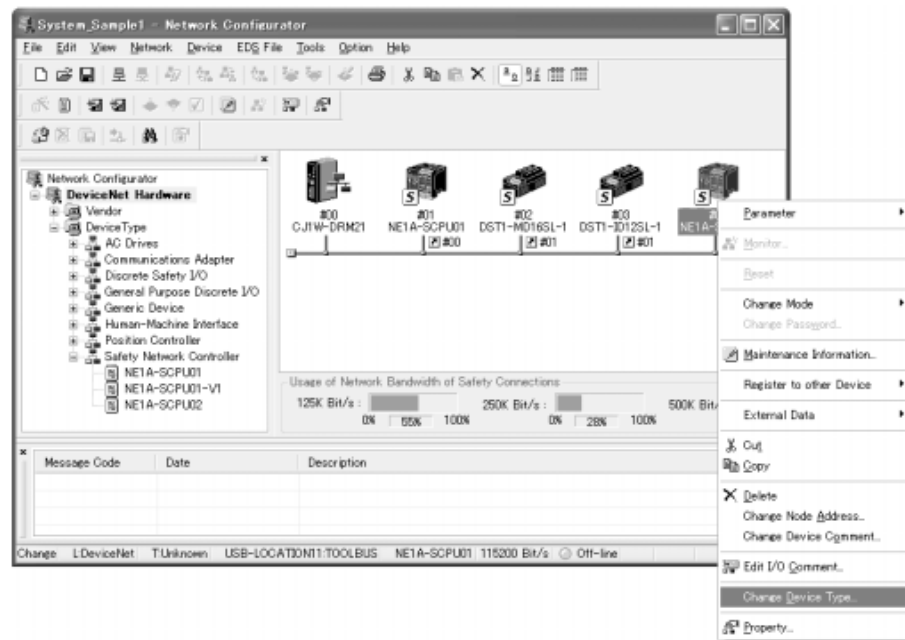 System_Sample1 - Network Configurator
File Edit View Network Device EDS File Tools Option Help
Network Configurator
DeviceNet Hardware
Vendor
DeviceType
AC Drives
Communications Adapter
Discrete Safety I/O
General Purpose Discrete I/O
Generic Device
Human-Machine Interface
Position Controller
Safety Network Controller
NE1A-SCPU01
NE1A-SCPU01-V1
NE1A-SCPU02
#00 #01 #02 #03
CJ1W-DRM21 NE1A-SCPU01 DST1-MD16SL-1 DST1-ID12SL-1 NE1A-
#00 #01 #01
Usage of Network Bandwidth of Safety Connections
125K Bit/s : 250K Bit/s : 500K Bit/
0% 55% 100% 0% 28% 100%
Message Code Date Description
Change L:DeviceNet T:Unknown USB-LOCATION11:TOOLBUS NE1A-SCPU01 115200 Bit/s Off-line
Parameter
Monitor...
Reset
Change Mode
Change Password...
Maintenance Information...
Register to other Device
External Data
Cut
Copy
Delete
Change Node Address...
Change Device Comment...
Edit I/O Comment...
Change Device Type...
Property...